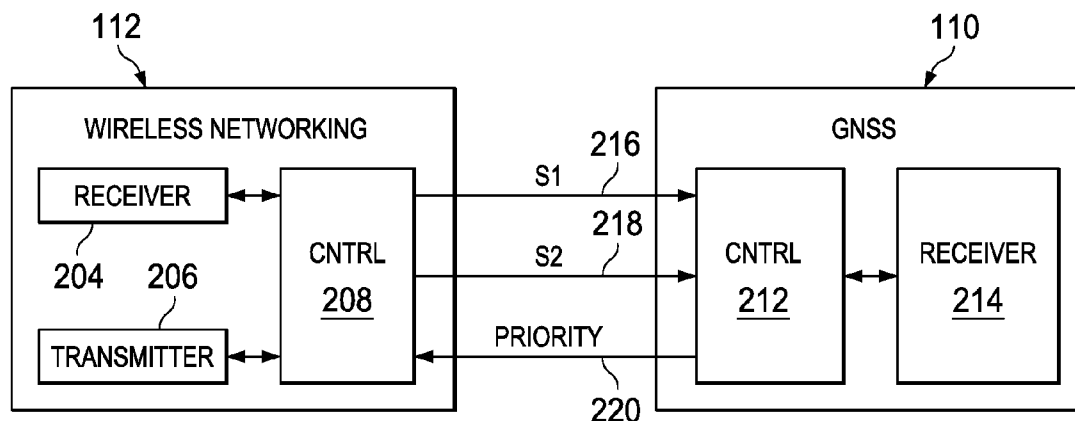 112
110
WIRELESS NETWORKING
GNSS
216
S1
RECEIVER
204
206
CNTRL
208
218
S2
CNTRL
212
RECEIVER
214
TRANSMITTER
PRIORITY
220